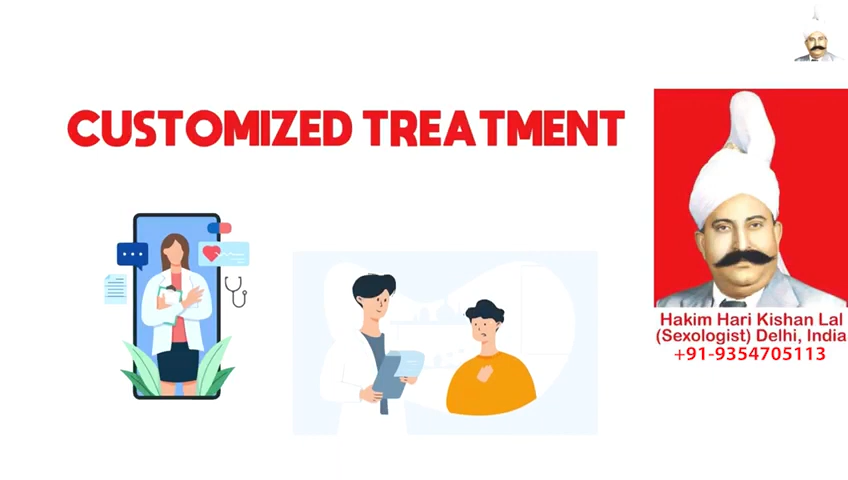 CUSTOMIZED TREATMENT
Hakim Hari Kishan Lal
(Sexologist) Delhi, India
+91-9354705113